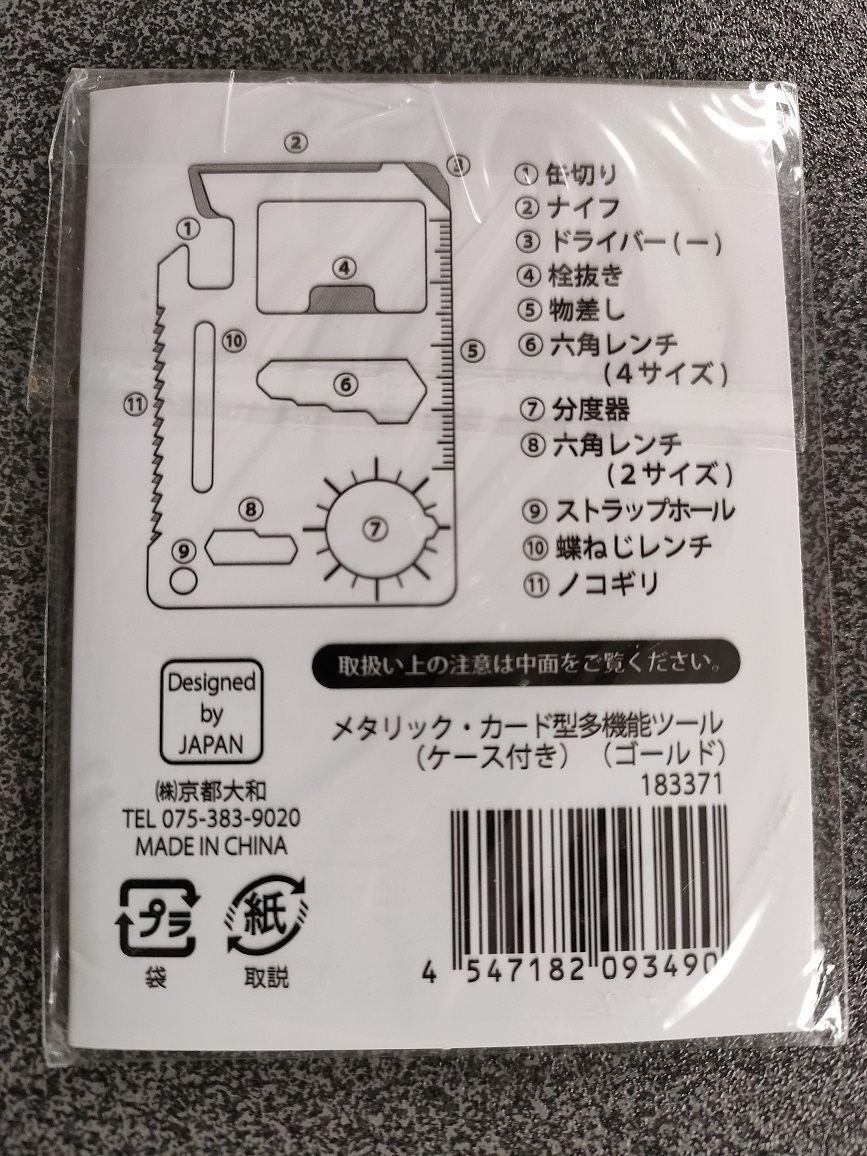 ②
③
①
④
⑩
⑤
⑥
⑪
⑧
⑦
⑨
① 缶切り
② ナイフ
③ ドライバー(ー)
④ 栓抜き
⑤ 物差し
⑥ 六角レンチ
(4サイズ)
⑦ 分度器
⑧ 六角レンチ
(2サイズ)
⑨ ストラップホール
⑩ 蝶ねじレンチ
⑪ ノコギリ
取扱い上の注意は中面をご覧ください。
Designed
by
JAPAN
㈱京都大和
TEL 075-383-9020
MADE IN CHINA
プラ
袋
紙
取説
メタリック・カード型多機能ツール
(ケース付き) (ゴールド)
183371
4 547182 093490